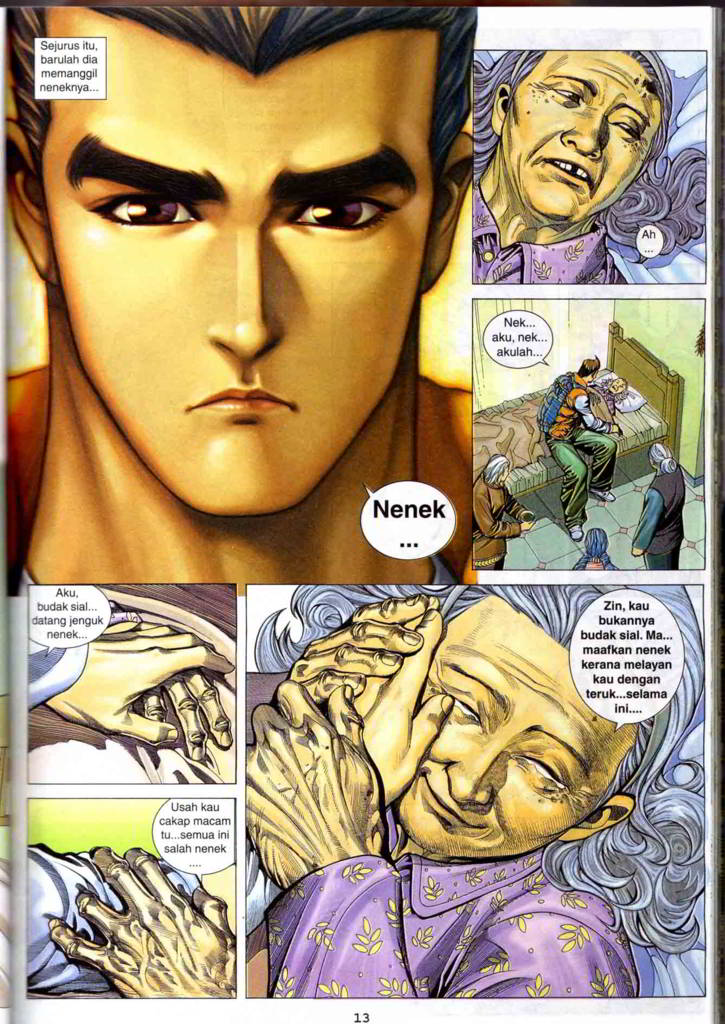 Sejurus itu,
barulah dia
memanggil
neneknya...
Nenek
...
Ah
...
Nek...
aku, nek...
akulah...
Aku,
budak sial...
datang jenguk
nenek...
Usah kau
cakap macam
tu...semua ini
salah nenek
....
Zin, kau
bukannya
budak sial. Ma...
maafkan nenek
kerana melayan
kau dengan
teruk...selama
ini....
13